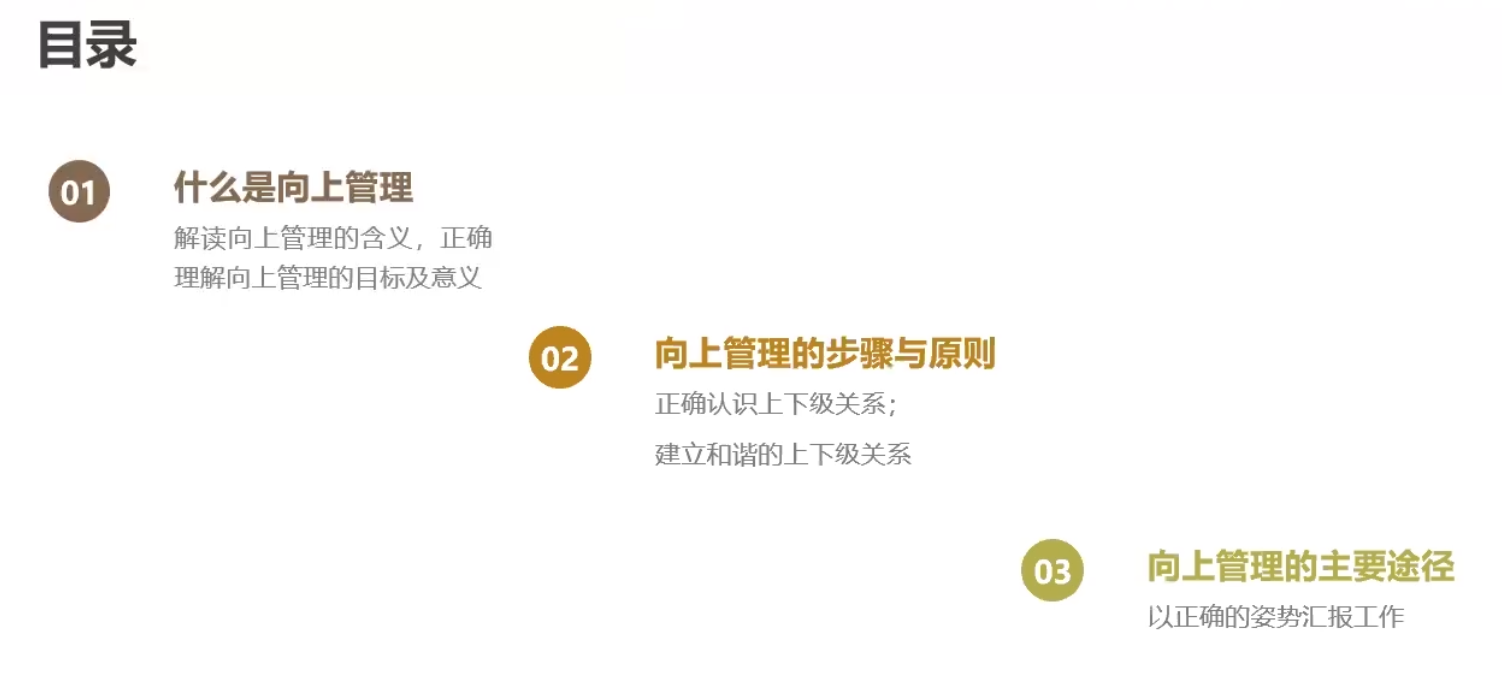 目录
01
什么是向上管理
解读向上管理的含义，正确
理解向上管理的目标及意义
02
向上管理的步骤与原则
正确认识上下级关系；
建立和谐的上下级关系
03
向上管理的主要途径
以正确的姿势汇报工作